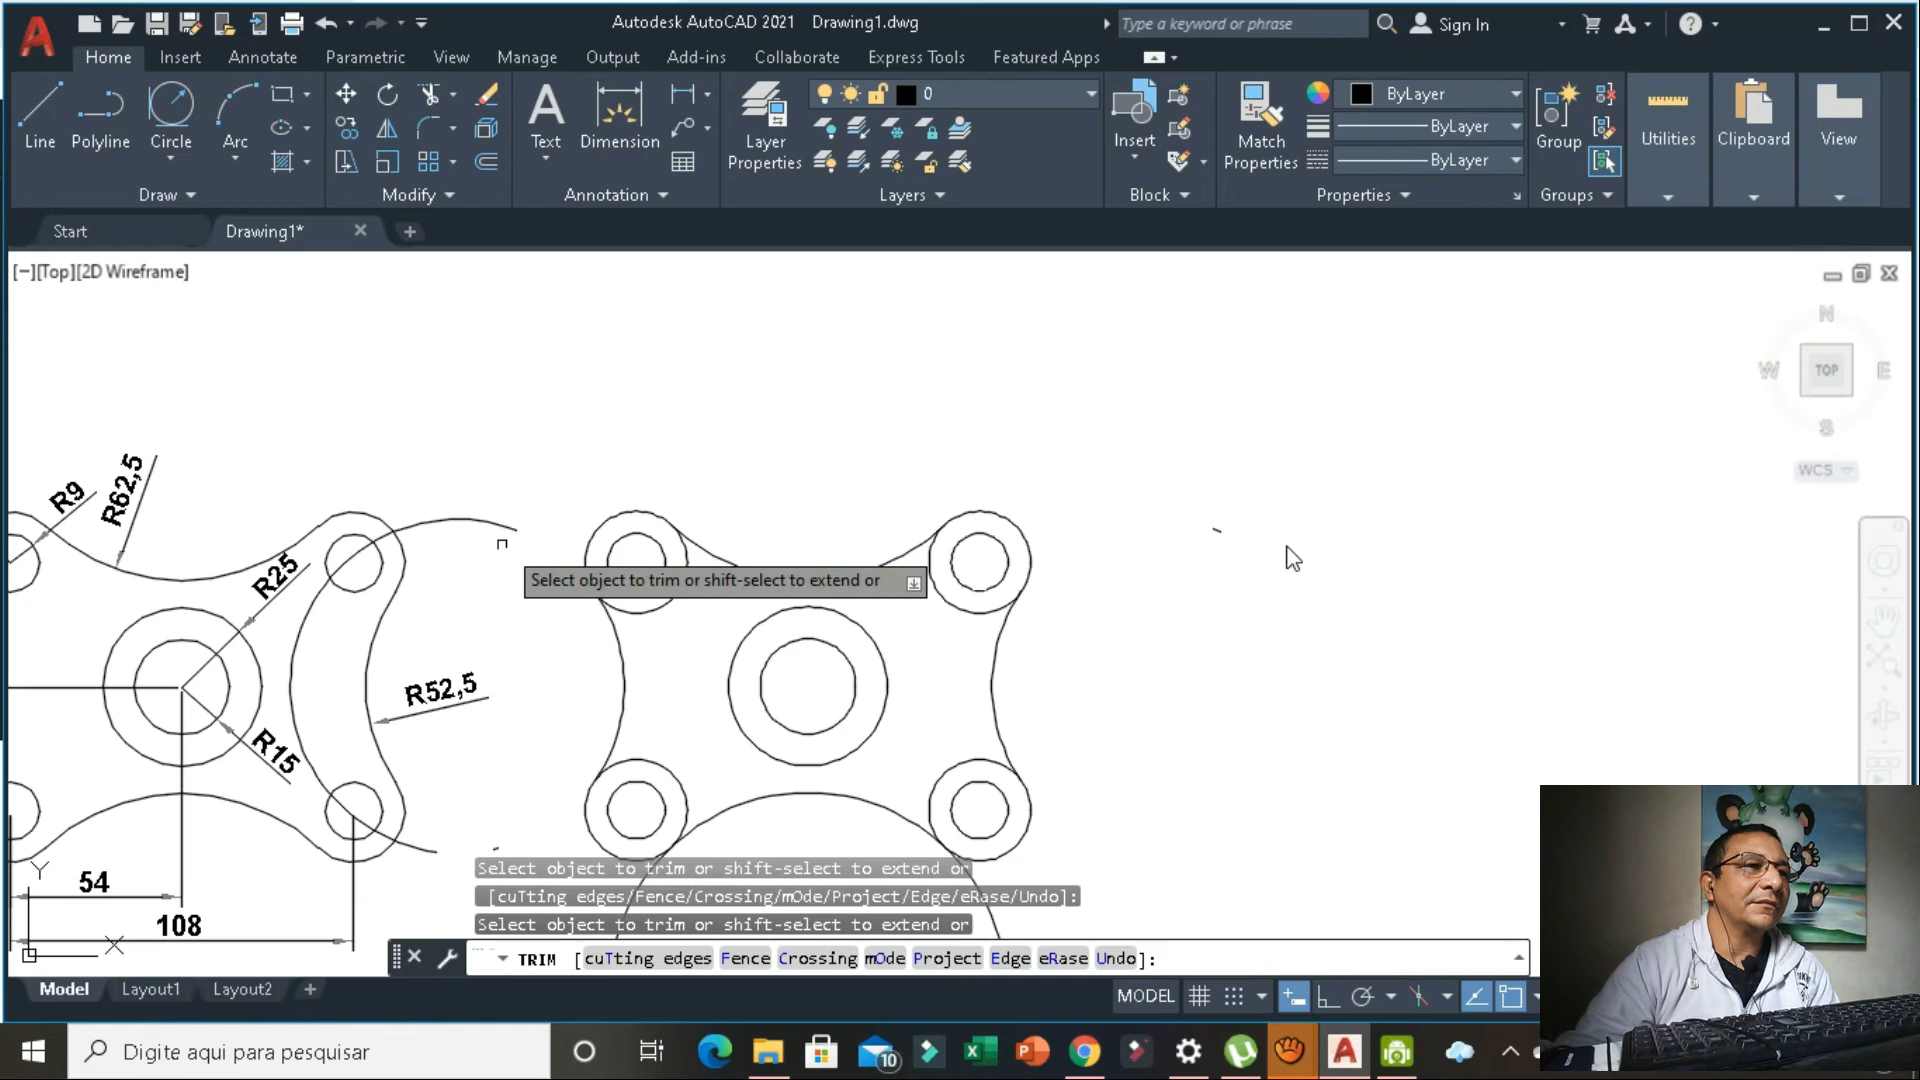 Autodesk AutoCAD 2021 Drawing1.dwg
Type a keyword or phrase
Sign In
Home Insert Annotate Parametric View Manage Output Add-ins Collaborate Express Tools Featured Apps
Line
Polyline
Circle
Arc
Text
Dimension
Layer
Properties
0
Insert
Match
Properties
ByLayer
ByLayer
ByLayer
Group
Utilities
Clipboard
View
Draw
Modify
Annotation
Layers
Block
Properties
Groups
Start
Drawing1*
[−][Top][2D Wireframe]
N
W
TOP
E
S
WCS
R9
R62,5
R25
R52,5
R15
54
108
Y
X
Select object to trim or shift-select to extend or
Select object to trim or shift-select to extend or
[cuTting edges/Fence/Crossing/mOde/Project/Edge/eRase/Undo]:
Select object to trim or shift-select to extend or
TRIM [cuTting edges Fence Crossing mOde Project Edge eRase Undo]:
Model
Layout1
Layout2
MODEL
Digite aqui para pesquisar
10